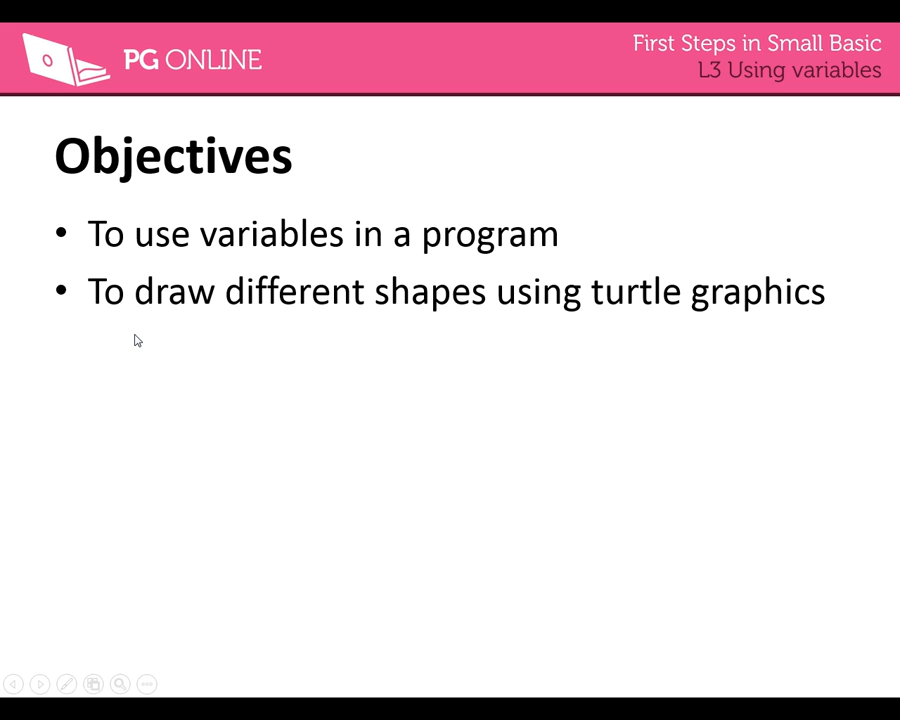 PG ONLINE
First Steps in Small Basic
L3 Using variables
Objectives
• To use variables in a program
• To draw different shapes using turtle graphics